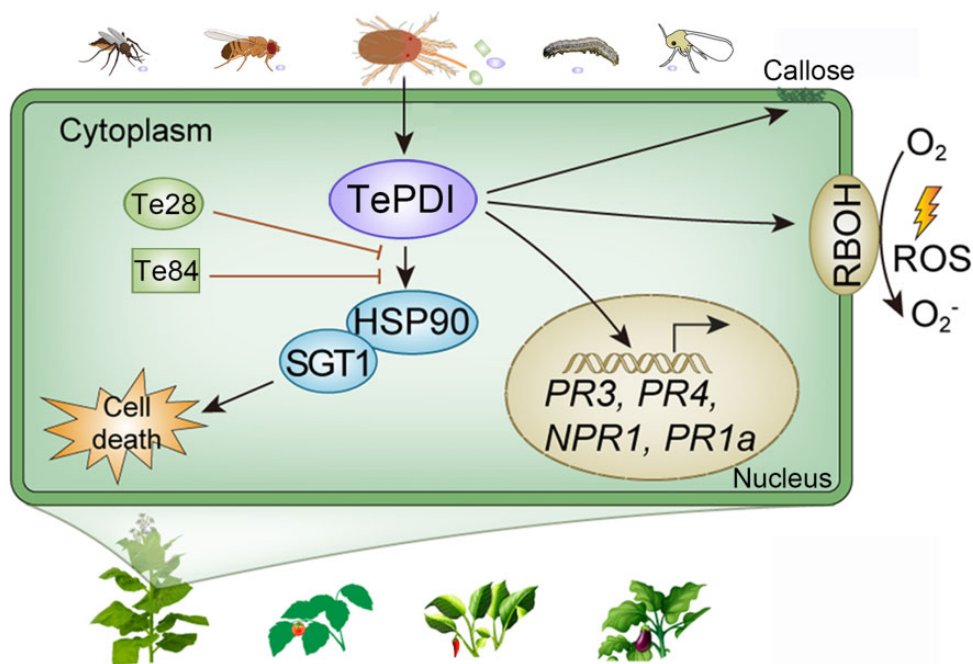 Callose
Cytoplasm
O₂
Te28
TePDI
RBOH
ROS
Te84
HSP90
O₂⁻
SGT1
Cell
death
PR3, PR4,
NPR1, PR1a
Nucleus